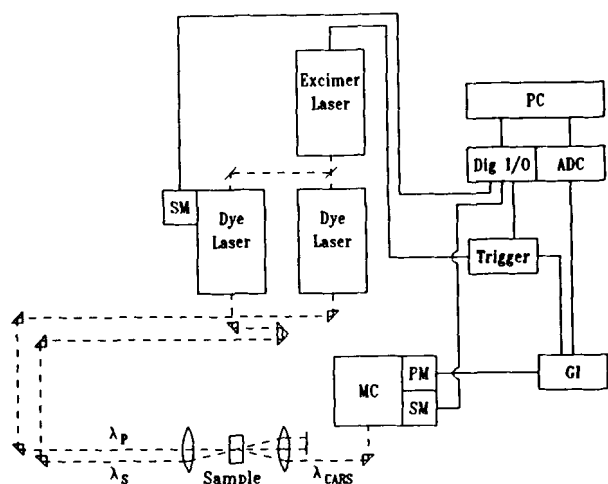 Excimer
Laser
PC
Dig I/O
ADC
SM
Dye
Laser
Dye
Laser
Trigger
MC
PM
SM
GI
λP
λS
Sample
λCARS